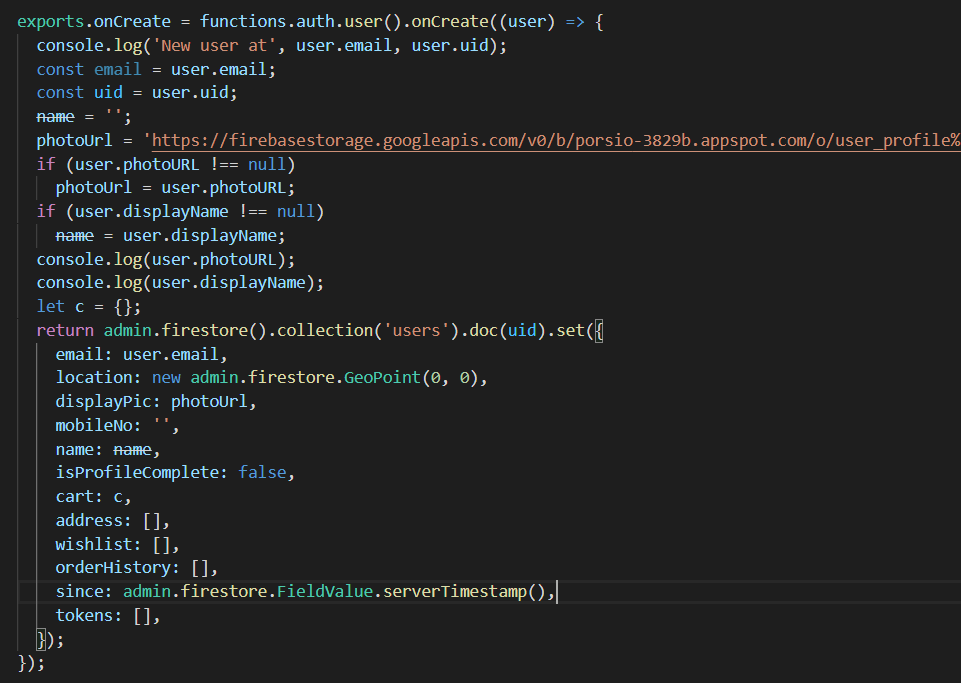 exports.onCreate = functions.auth.user().onCreate((user) => {
console.log('New user at', user.email, user.uid);
const email = user.email;
const uid = user.uid;
name = '';
photoUrl = 'https://firebasestorage.googleapis.com/v0/b/porsio-3829b.appspot.com/o/user_profile%
if (user.photoURL !== null)
photoUrl = user.photoURL;
if (user.displayName !== null)
name = user.displayName;
console.log(user.photoURL);
console.log(user.displayName);
let c = {};
return admin.firestore().collection('users').doc(uid).set({
email: user.email,
location: new admin.firestore.GeoPoint(0, 0),
displayPic: photoUrl,
mobileNo: '',
name: name,
isProfileComplete: false,
cart: c,
address: [],
wishlist: [],
orderHistory: [],
since: admin.firestore.FieldValue.serverTimestamp(),
tokens: [],
});
});